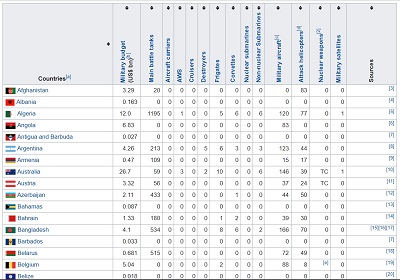 Countries[a] Military budget (US$ bn)[b] Main battle tanks Aircraft carriers AWS Cruisers Destroyers Frigates Corvettes Nuclear submarines Non-nuclear Submarines Military aircraft[c] Attack helicopters[d] Nuclear weapons[2] Military satellites Sources
Afghanistan 3.29 20 0 0 0 0 0 0 0 0 0 83 0 0 [3]
Albania 0.163 0 0 0 0 0 0 0 0 0 0 0 0 0 [4]
Algeria 12.0 1195 0 1 0 0 5 6 0 6 120 77 0 1 [5]
Angola 6.83 0 0 0 0 0 0 0 0 0 83 0 0 0 [6]
Antigua and Barbuda 0.027 0 0 0 0 0 0 0 0 0 0 0 0 0 [7]
Argentina 4.26 213 0 0 0 5 6 3 0 3 123 44 0 0 [8]
Armenia 0.47 109 0 0 0 0 0 0 0 0 15 17 0 0 [9]
Australia 26.7 59 0 3 0 2 10 0 0 6 146 39 TC 1 [10]
Austria 3.32 56 0 0 0 0 0 0 0 0 37 24 TC 0 [11]
Azerbaijan 2.11 433 0 0 0 0 1 0 0 0 44 50 0 0 [12]
Bahamas 0.087 0 0 0 0 0 0 0 0 0 0 0 0 0 [13]
Bahrain 1.33 180 0 0 0 0 1 2 0 0 39 30 0 0 [14]
Bangladesh 4.1 534 0 0 0 0 8 6 0 2 166 70 0 0 [15][16][17]
Barbados 0.033 0 0 0 0 0 0 0 0 0 0 0 0 0 [7]
Belarus 0.681 515 0 0 0 0 0 0 0 0 72 49 0 0 [18]
Belgium 5.04 0 0 0 0 0 2 0 0 0 88 8 [e] 0 [19]
Belize 0.018 0 0 0 0 0 0 0 0 0 0 0 0 0 [20]